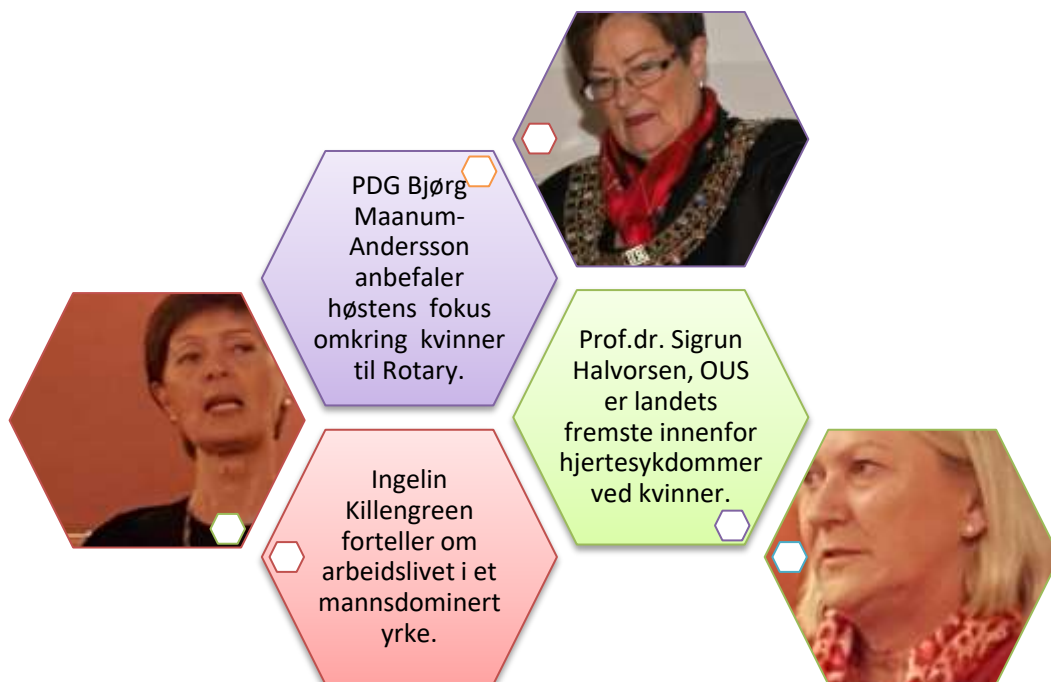 PDG Bjørg
Maanum-
Andersson
anbefaler
høstens fokus
omkring kvinner
til Rotary.
Prof.dr. Sigrun
Halvorsen, OUS
er landets
fremste innenfor
hjertesykdommer
ved kvinner.
Ingelin
Killengreen
forteller om
arbeidslivet i et
mannsdominert
yrke.